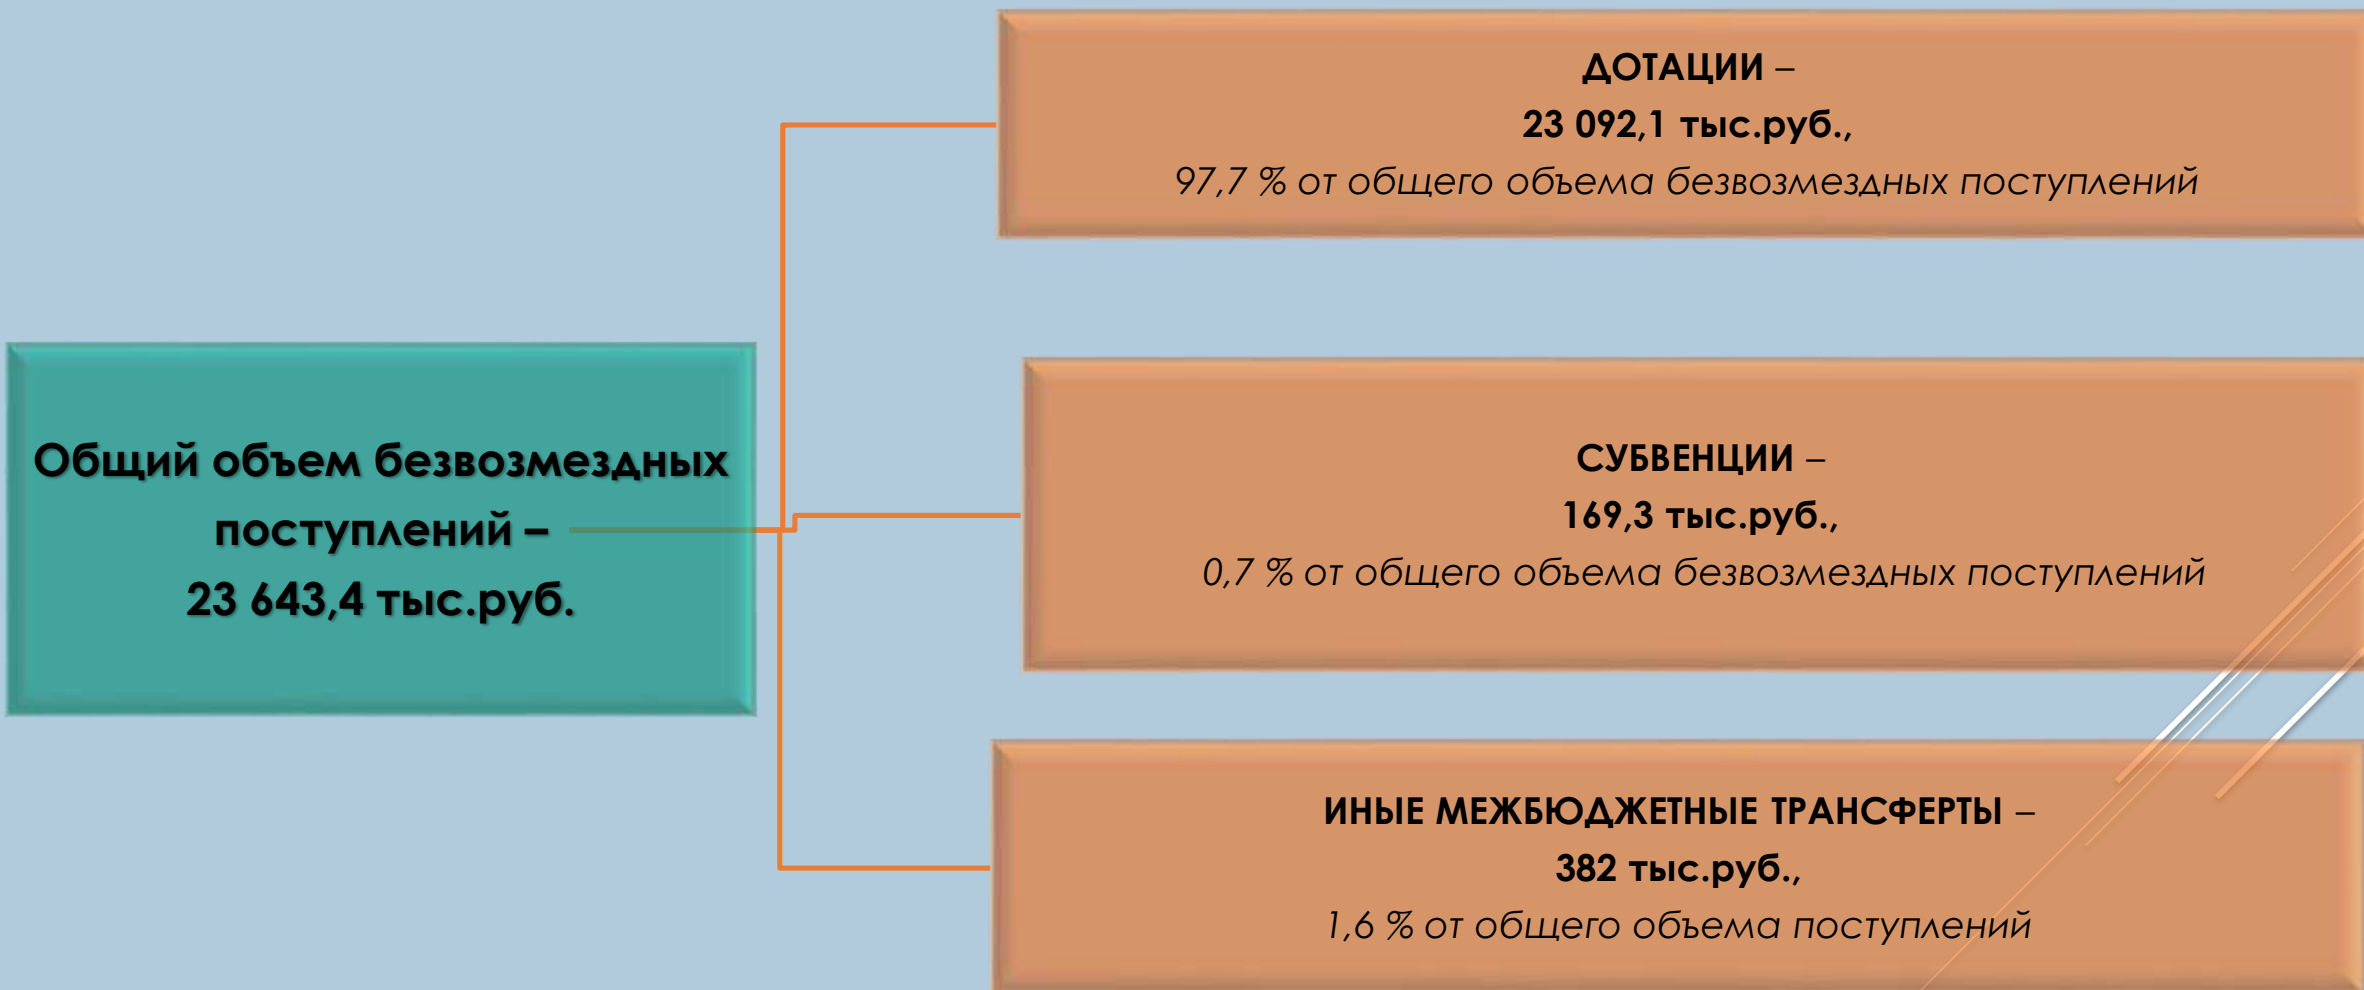 Общий объем безвозмездных
поступлений –
23 643,4 тыс.руб.
ДОТАЦИИ –
23 092,1 тыс.руб.,
97,7 % от общего объема безвозмездных поступлений
СУБВЕНЦИИ –
169,3 тыс.руб.,
0,7 % от общего объема безвозмездных поступлений
ИНЫЕ МЕЖБЮДЖЕТНЫЕ ТРАНСФЕРТЫ –
382 тыс.руб.,
1,6 % от общего объема поступлений